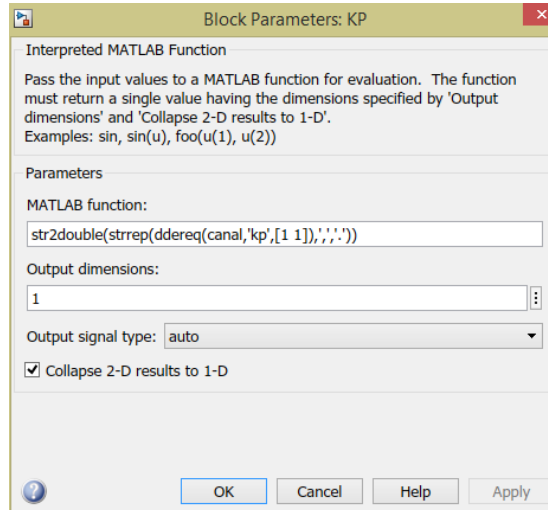 Block Parameters: KP
Interpreted MATLAB Function
Pass the input values to a MATLAB function for evaluation. The function
must return a single value having the dimensions specified by 'Output
dimensions' and 'Collapse 2-D results to 1-D'.
Examples: sin, sin(u), foo(u(1), u(2))
Parameters
MATLAB function:
str2double(strrep(ddereq(canal,'kp',[1 1]),',','.'))
Output dimensions:
1
Output signal type: auto
Collapse 2-D results to 1-D
OK Cancel Help Apply